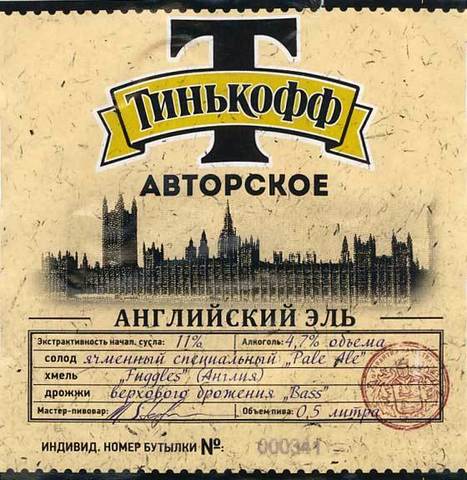 Т
ТИНЬКОФФ
АВТОРСКОЕ
АНГЛИЙСКИЙ ЭЛЬ
Экстрактивность начал. сусла: 11% Алкоголь: 4,7% объема
солод ячменный специальный „Pale Ale"
хмель „Fuggles" (Англия)
дрожжи верхового брожения „Bass"
Мастер-пивовар: Объем пива: 0,5 литра
ИНДИВИД. НОМЕР БУТЫЛКИ №: 000341